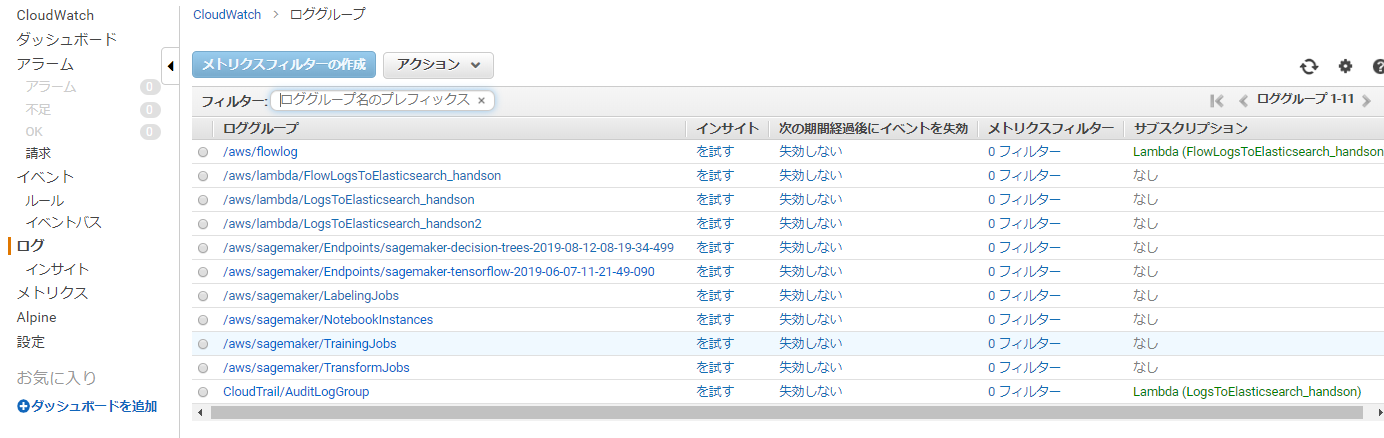 CloudWatch
ダッシュボード
アラーム
アラーム 0
不足 0
OK 0
請求
イベント
ルール
イベントバス
ログ
インサイト
メトリクス
Alpine
設定
お気に入り
ダッシュボードを追加
CloudWatch > ロググループ
メトリクスフィルターの作成 アクション
フィルター: ロググループ名のプレフィックス × ロググループ 1-11
ロググループ インサイト 次の期間経過後にイベントを失効 メトリクスフィルター サブスクリプション
/aws/flowlog を試す 失効しない 0 フィルター Lambda (FlowLogsToElasticsearch_handson
/aws/lambda/FlowLogsToElasticsearch_handson を試す 失効しない 0 フィルター なし
/aws/lambda/LogsToElasticsearch_handson を試す 失効しない 0 フィルター なし
/aws/lambda/LogsToElasticsearch_handson2 を試す 失効しない 0 フィルター なし
/aws/sagemaker/Endpoints/sagemaker-decision-trees-2019-08-12-08-19-34-499 を試す 失効しない 0 フィルター なし
/aws/sagemaker/Endpoints/sagemaker-tensorflow-2019-06-07-11-21-49-090 を試す 失効しない 0 フィルター なし
/aws/sagemaker/LabelingJobs を試す 失効しない 0 フィルター なし
/aws/sagemaker/NotebookInstances を試す 失効しない 0 フィルター なし
/aws/sagemaker/TrainingJobs を試す 失効しない 0 フィルター なし
/aws/sagemaker/TransformJobs を試す 失効しない 0 フィルター なし
CloudTrail/AuditLogGroup を試す 失効しない 0 フィルター Lambda (LogsToElasticsearch_handson)